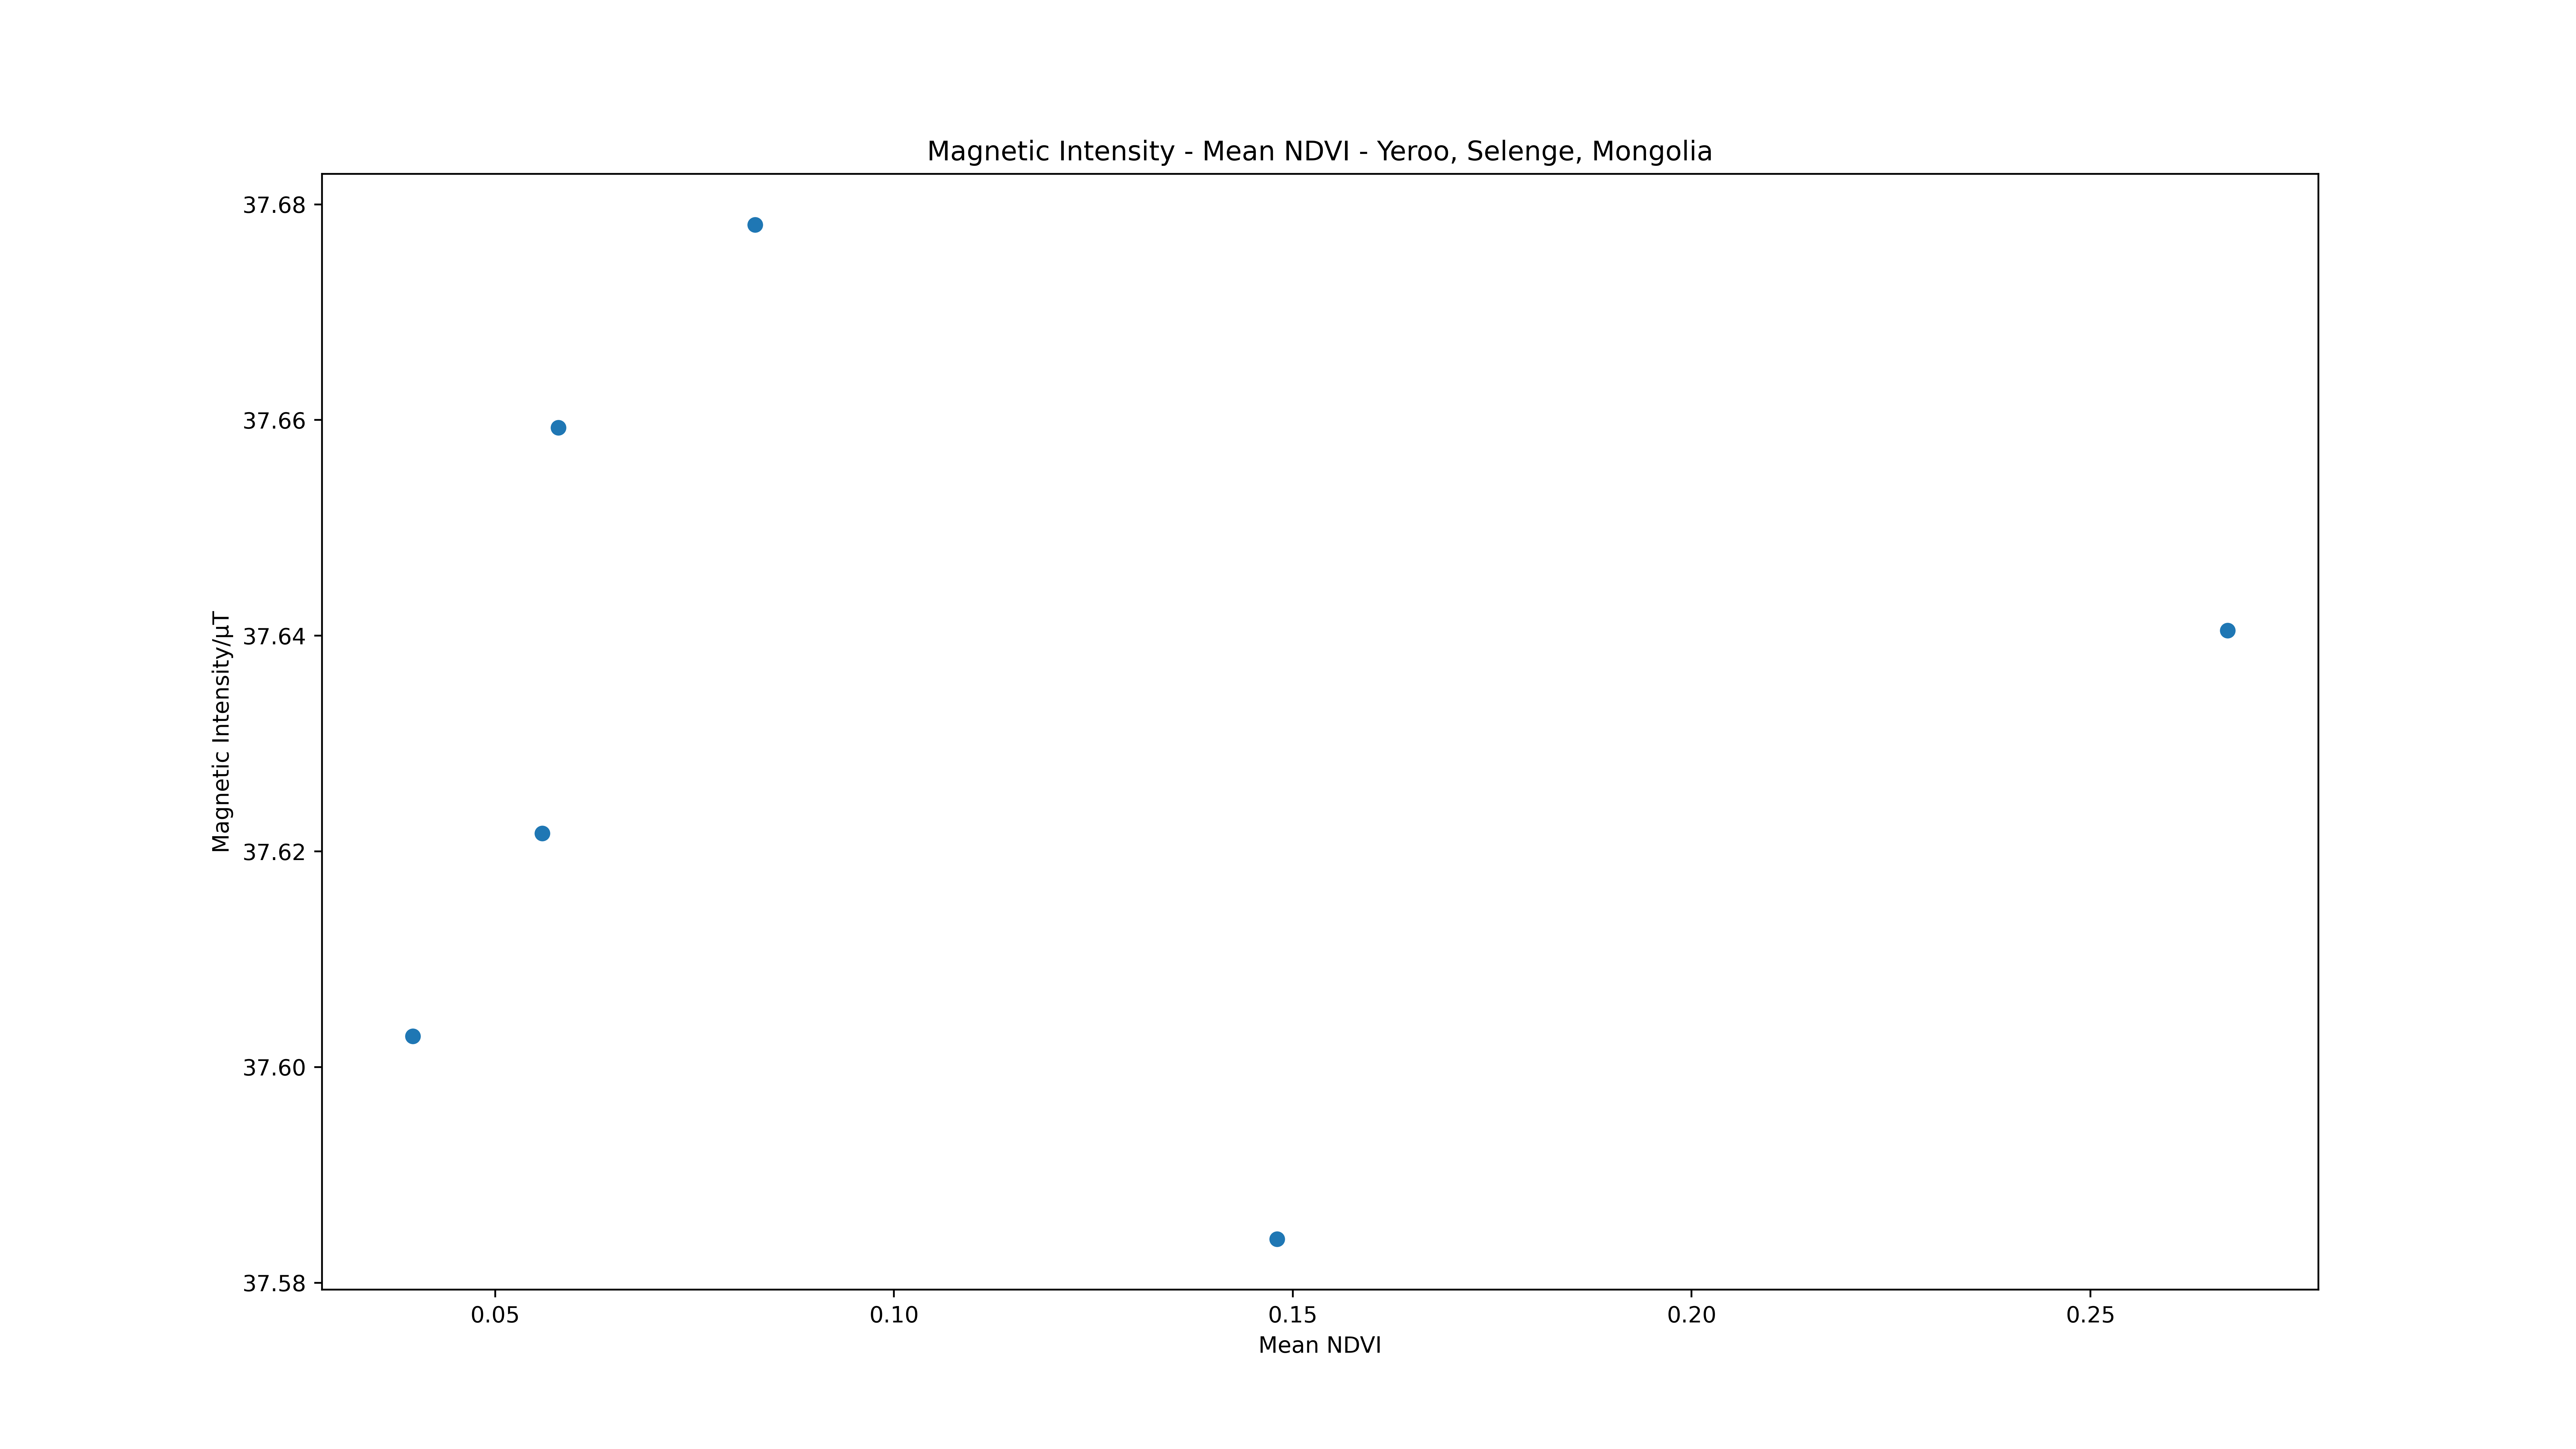 Magnetic Intensity - Mean NDVI - Yeroo, Selenge, Mongolia
Magnetic Intensity/μT
37.68
37.66
37.64
37.62
37.60
37.58
0.05 0.10 0.15 0.20 0.25
Mean NDVI